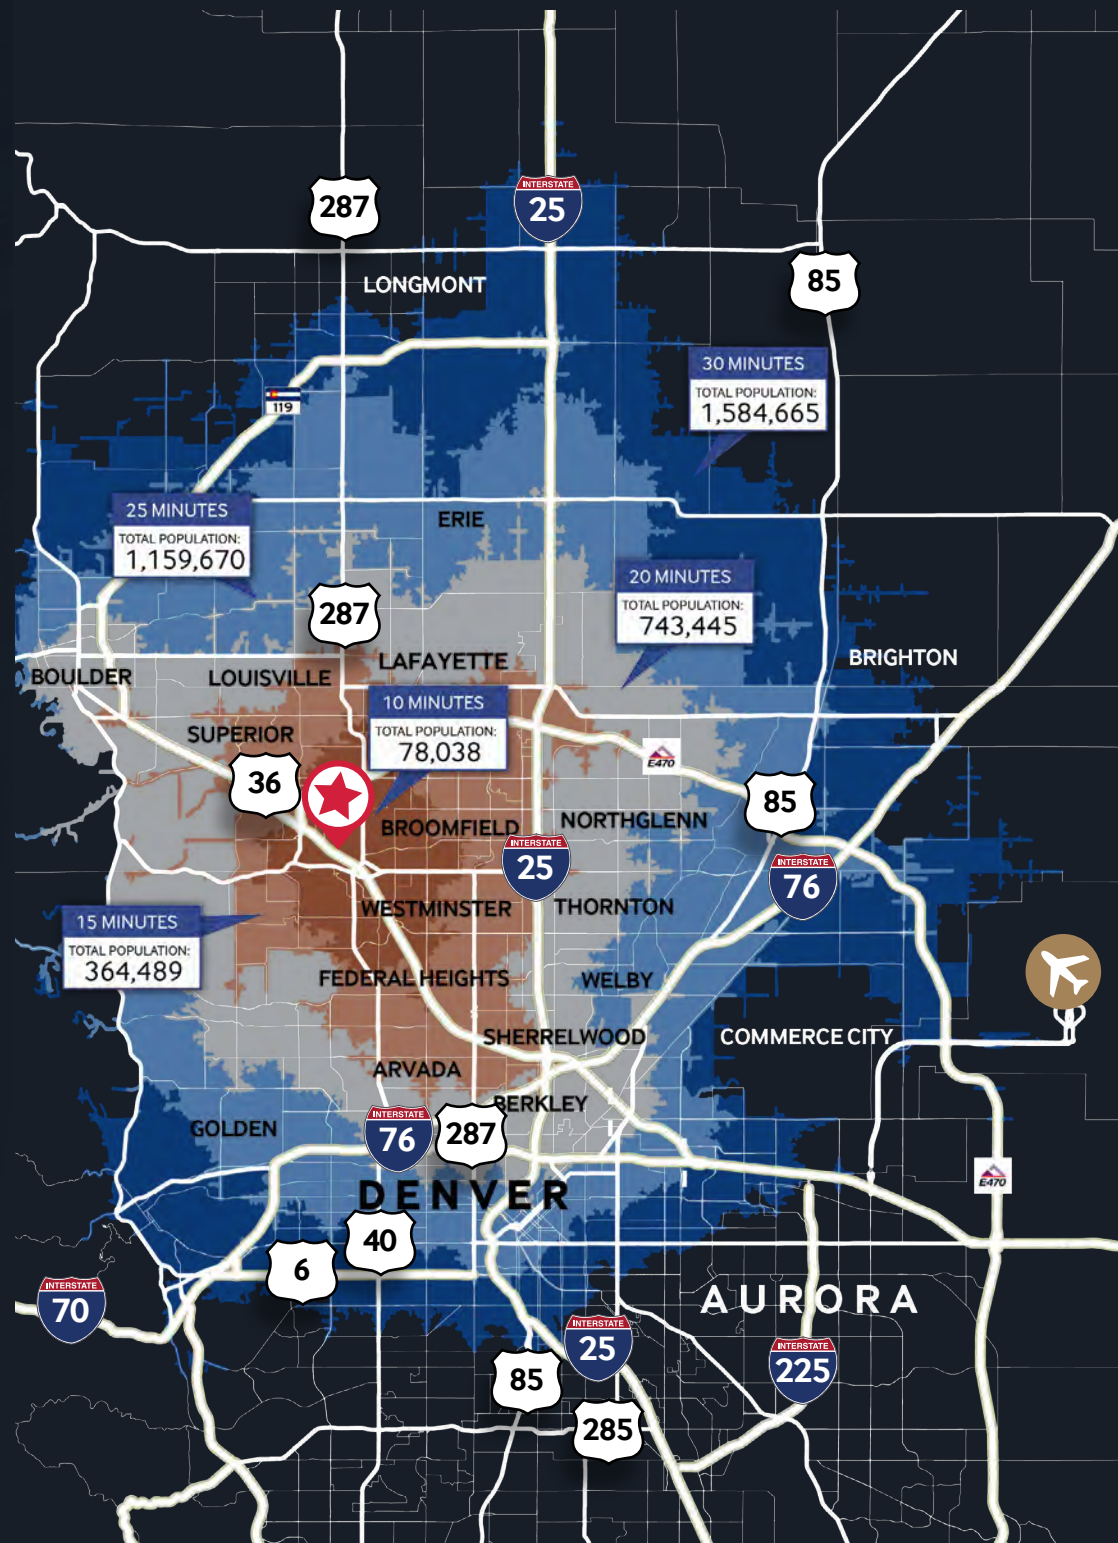 287
INTERSTATE
25
85
LONGMONT
30 MINUTES
TOTAL POPULATION:
1,584,665
119
25 MINUTES
TOTAL POPULATION:
1,159,670
ERIE
20 MINUTES
TOTAL POPULATION:
743,445
287
BOULDER
LOUISVILLE
LAFAYETTE
BRIGHTON
10 MINUTES
TOTAL POPULATION:
78,038
SUPERIOR
E470
36
85
BROOMFIELD
NORTHGLENN
INTERSTATE
25
INTERSTATE
76
15 MINUTES
TOTAL POPULATION:
364,489
WESTMINSTER
THORNTON
FEDERAL HEIGHTS
WELBY
SHERRELWOOD
COMMERCE CITY
ARVADA
BERKLEY
GOLDEN
INTERSTATE
76
287
E470
DENVER
40
6
INTERSTATE
70
AURORA
INTERSTATE
25
INTERSTATE
225
85
285